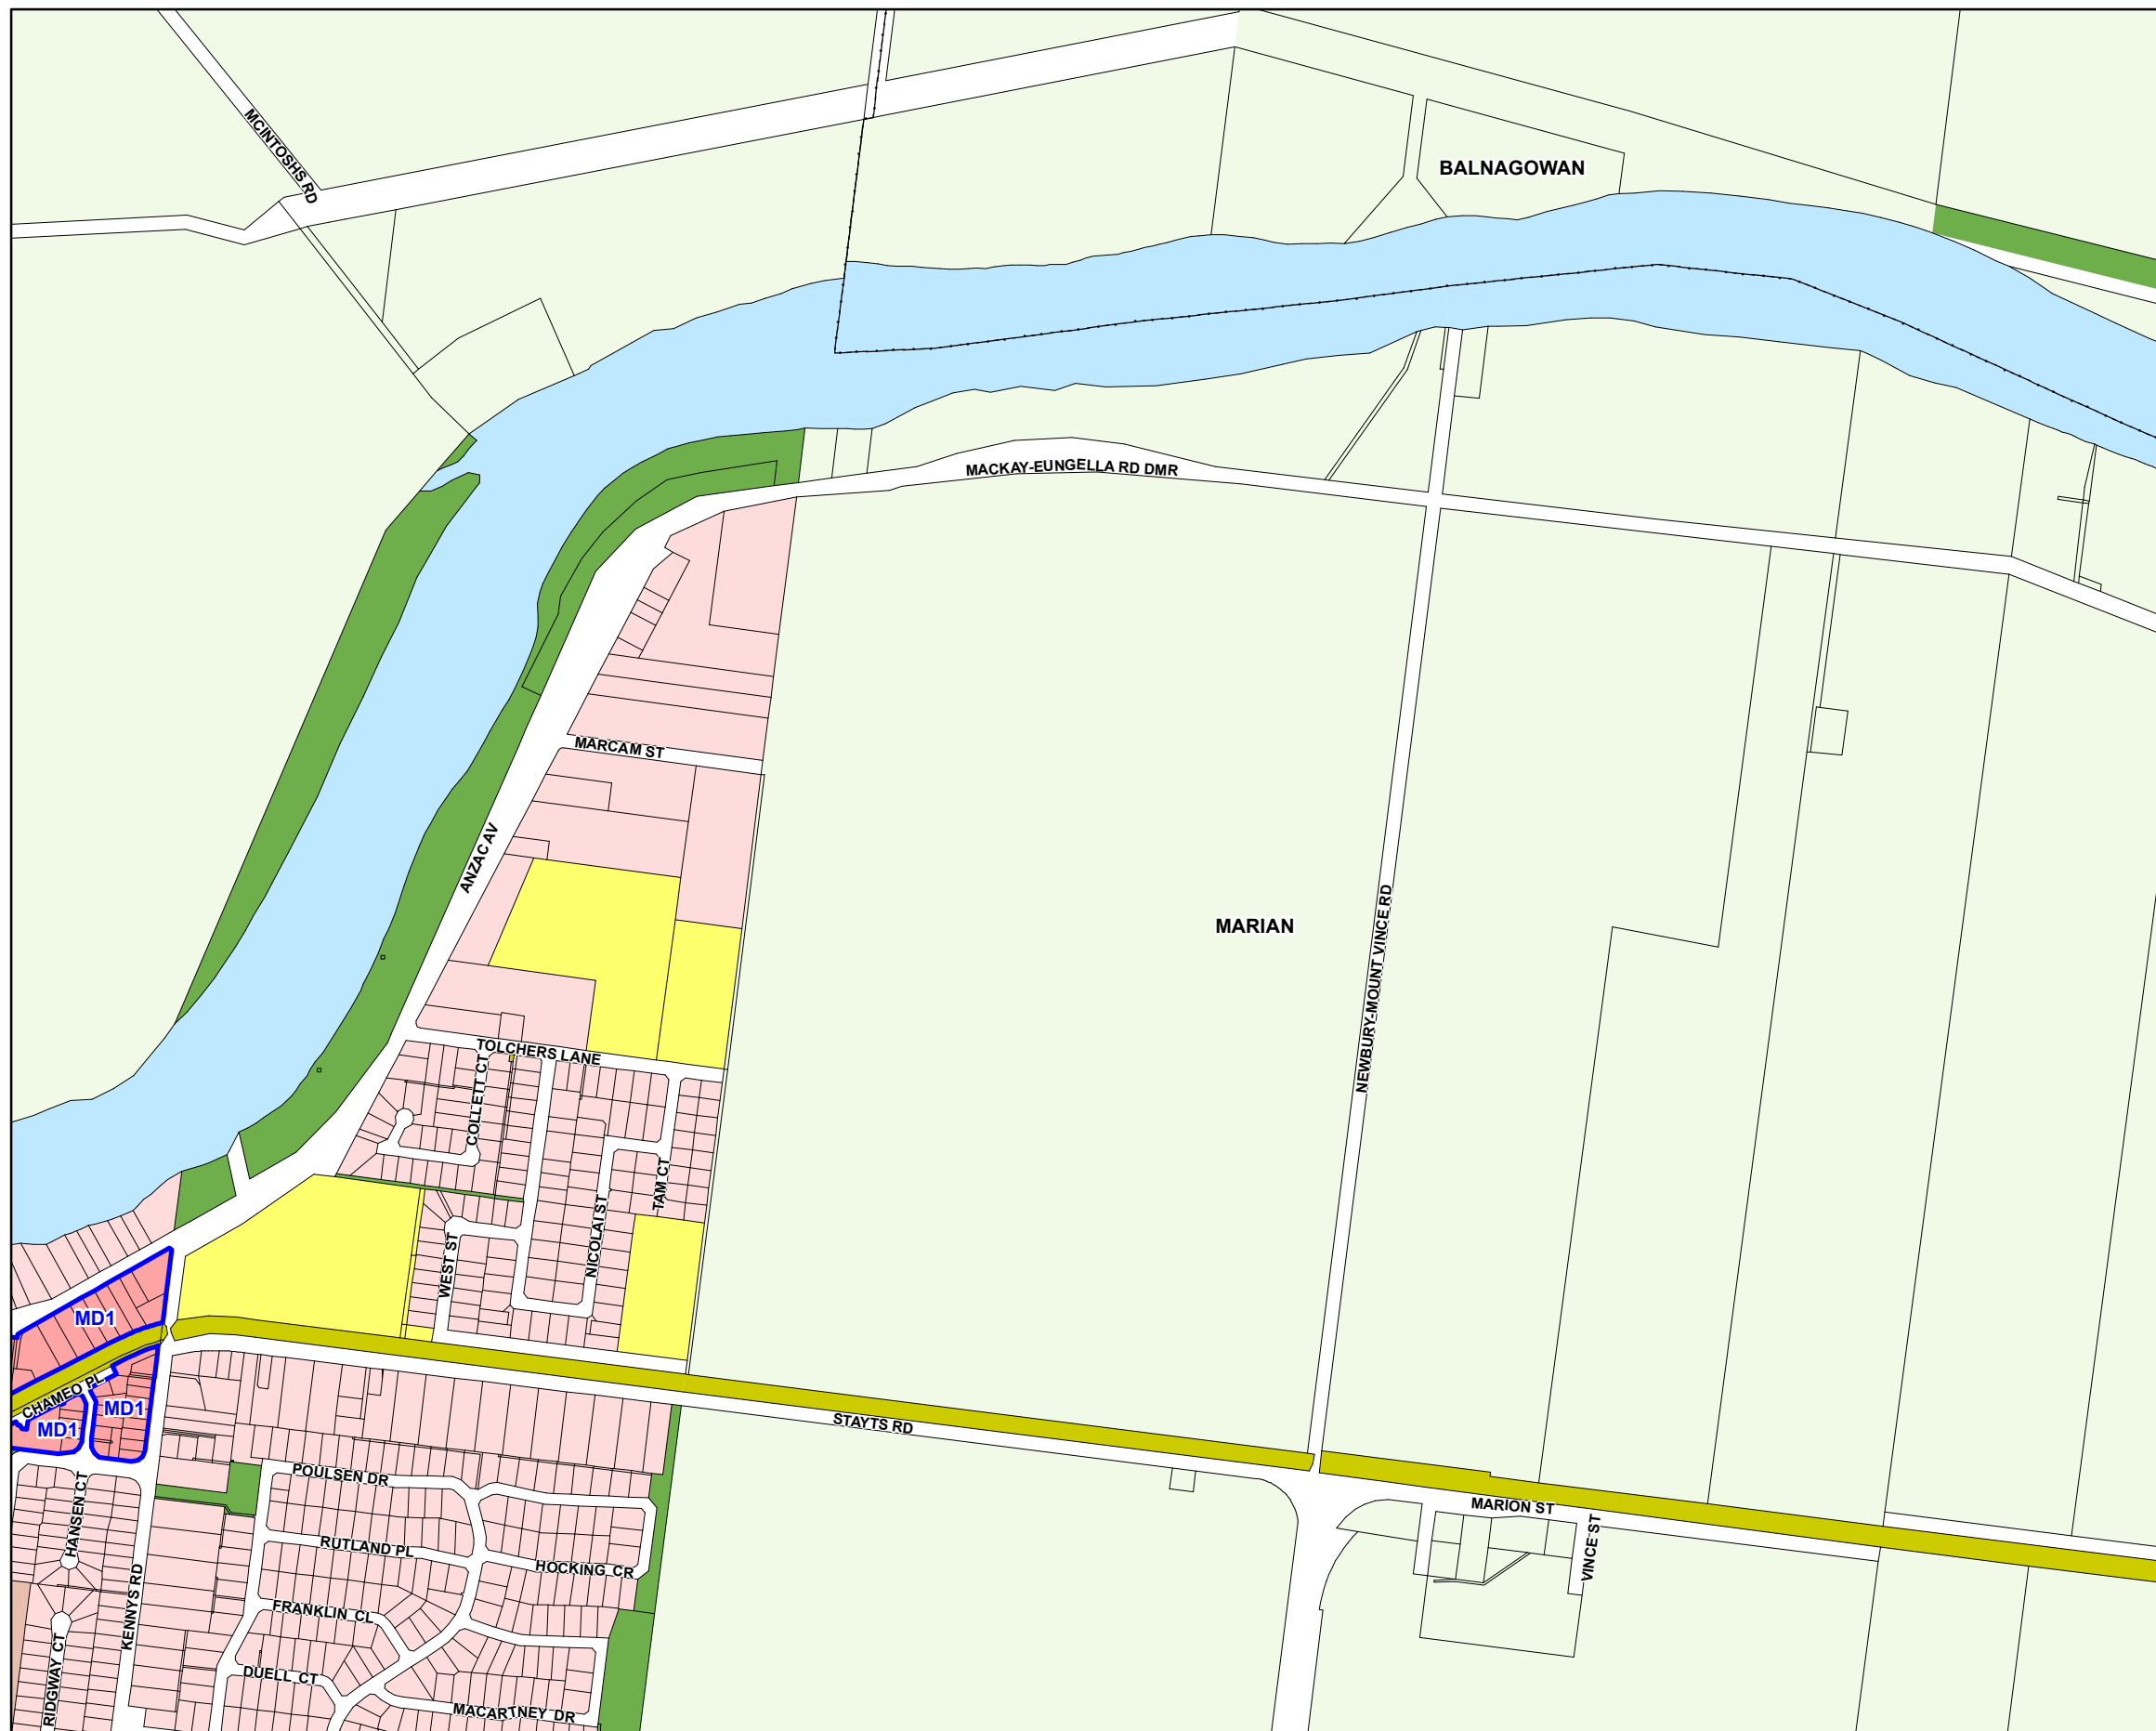 MCINTOSHS RD
BALNAGOWAN
MACKAY-EUNGELLA RD DMR
MARCAM ST
ANZAC AV
MARIAN
NEWBURY-MOUNT VINCE RD
TOLCHERS LANE
COLLETT CT
TAM CT
NICOLAI ST
WEST ST
MD1
CHAMEO PL
MD1
MD1
STAYTS RD
POULSEN DR
MARION ST
HANSEN CT
RUTLAND PL
VINCE ST
HOCKING CR
KENNYS RD
FRANKLIN CL
RIDGWAY CT
DUELL CT
MACARTNEY DR